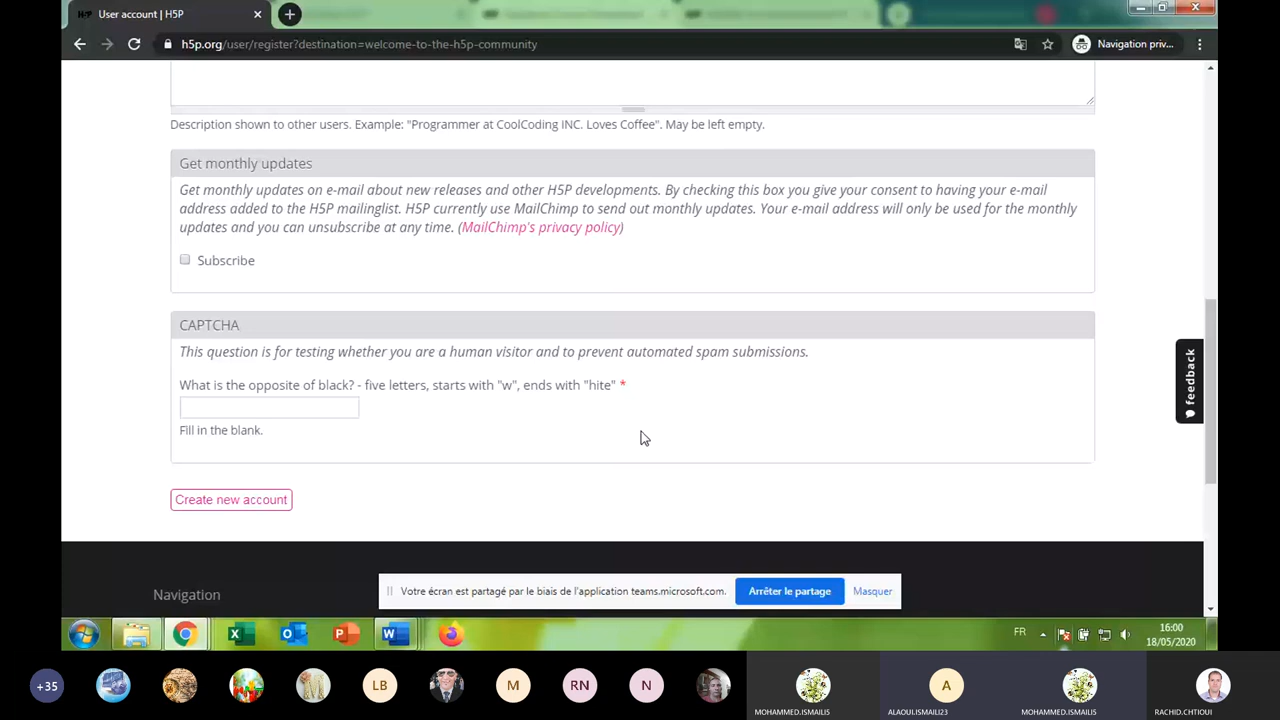 User account | H5P
h5p.org/user/register?destination=welcome-to-the-h5p-community
Navigation priv...
Description shown to other users. Example: "Programmer at CoolCoding INC. Loves Coffee". May be left empty.
Get monthly updates
Get monthly updates on e-mail about new releases and other H5P developments. By checking this box you give your consent to having your e-mail
address added to the H5P mailinglist. H5P currently use MailChimp to send out monthly updates. Your e-mail address will only be used for the monthly
updates and you can unsubscribe at any time. (MailChimp's privacy policy)
Subscribe
CAPTCHA
This question is for testing whether you are a human visitor and to prevent automated spam submissions.
What is the opposite of black? - five letters, starts with "w", ends with "hite" *
Fill in the blank.
feedback
Create new account
Navigation
Votre écran est partagé par le biais de l'application teams.microsoft.com.
Arrêter le partage
Masquer
FR
16:00
18/05/2020
+35
LB
M
RN
N
A
MOHAMMED.ISMAILI5
ALAOUI.ISMAILI23
MOHAMMED.ISMAILI5
RACHID.CHTIOUI